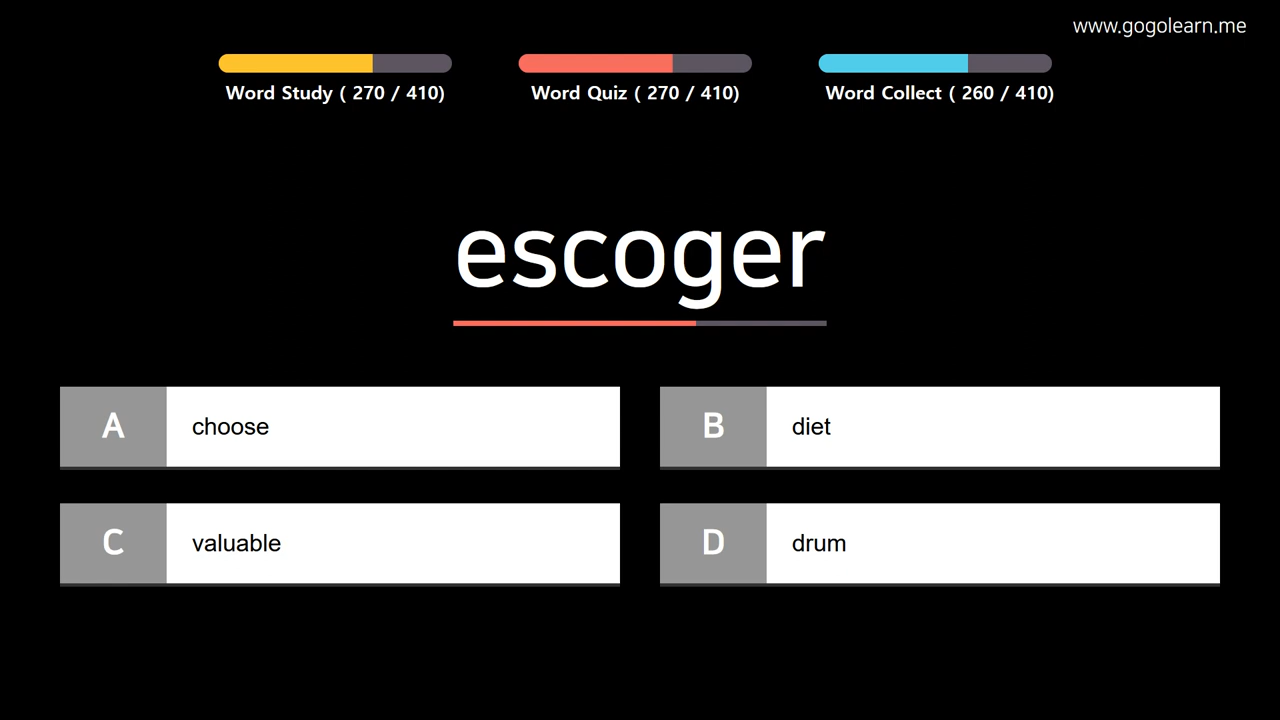 www.gogolearn.me
Word Study ( 270 / 410)
Word Quiz ( 270 / 410)
Word Collect ( 260 / 410)
escoger
A choose
B diet
C valuable
D drum